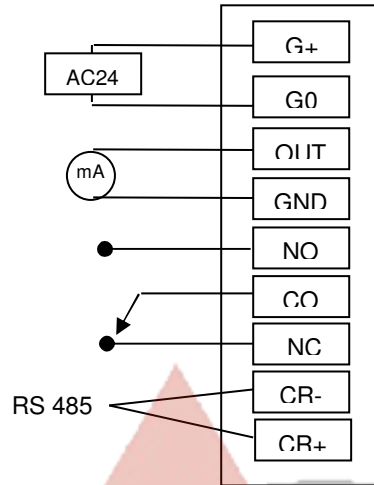 G+
AC24
G0
OUT
mA
GND
NO
CO
NC
CR-
RS 485
CR+